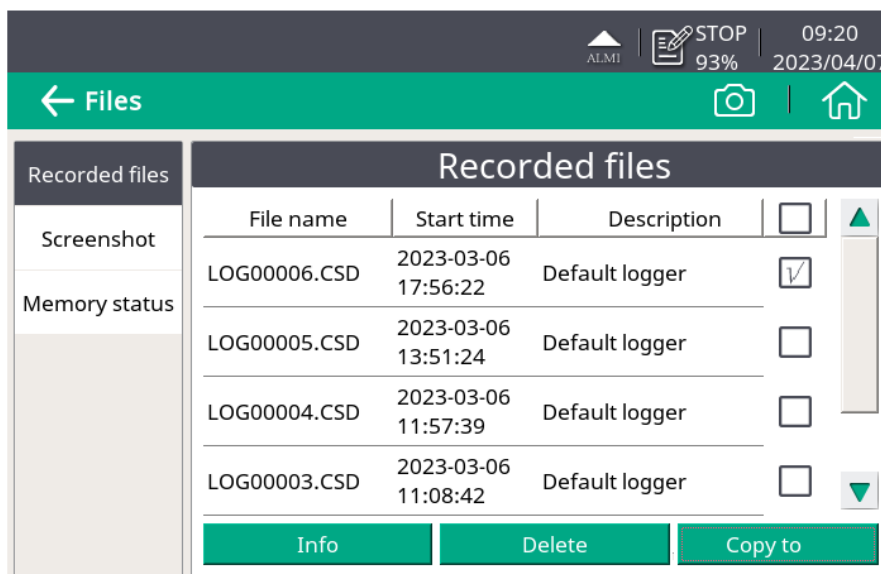 STOP 09:20
ALMI 93% 2023/04/07
Files
Recorded files
Screenshot
Memory status
Recorded files
File name Start time Description
LOG00006.CSD 2023-03-06 Default logger
17:56:22
LOG00005.CSD 2023-03-06 Default logger
13:51:24
LOG00004.CSD 2023-03-06 Default logger
11:57:39
LOG00003.CSD 2023-03-06 Default logger
11:08:42
Info Delete Copy to